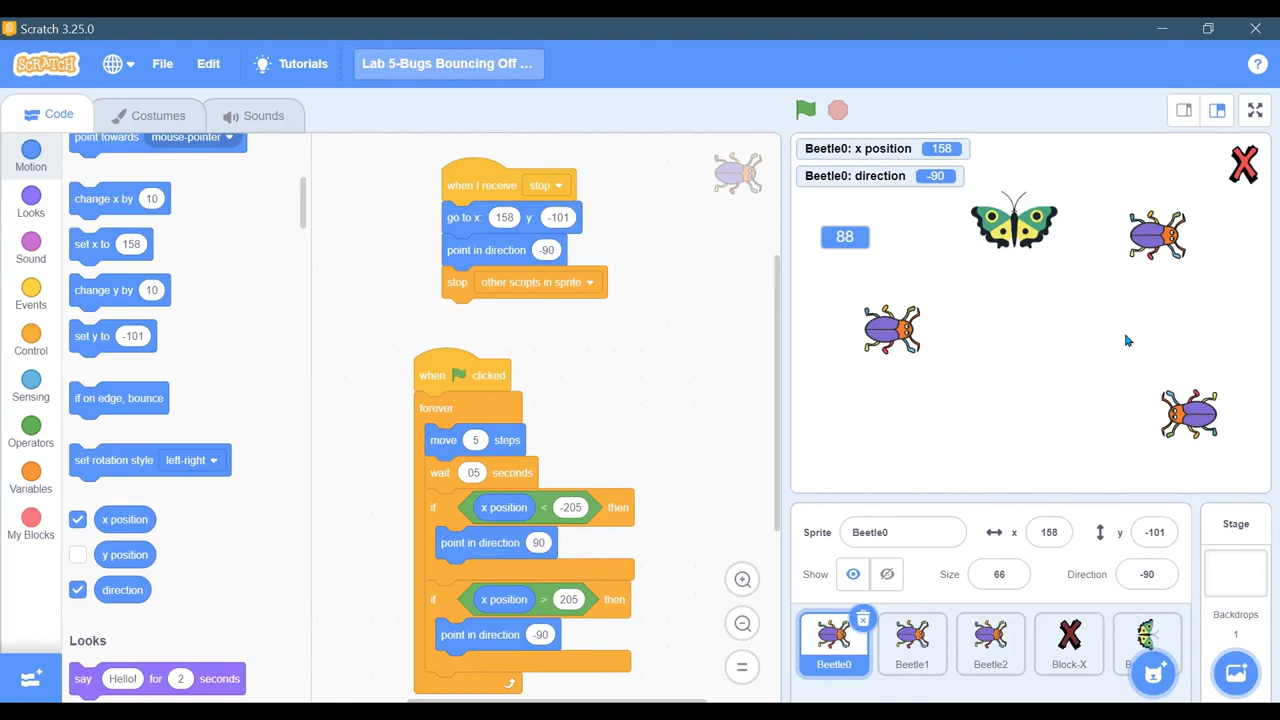 Scratch 3.25.0
SCRATCH File Edit Tutorials Lab 5-Bugs Bouncing Off ... ?
Code Costumes Sounds
Motion
Looks
Sound
Events
Control
Sensing
Operators
Variables
My Blocks
point towards mouse-pointer
change x by 10
set x to 158
change y by 10
set y to -101
if on edge, bounce
set rotation style left-right
x position
y position
direction
Looks
say Hello! for 2 seconds
when I receive stop
go to x: 158 y: -101
point in direction -90
stop other scripts in sprite
when clicked
forever
move 5 steps
wait .05 seconds
if x position < -205 then
point in direction 90
if x position > 205 then
point in direction -90
Beetle0: x position 158
Beetle0: direction -90
88
Sprite Beetle0 x 158 y -101
Show Size 66 Direction -90
Beetle0 Beetle1 Beetle2 Block-X
Stage
Backdrops
1